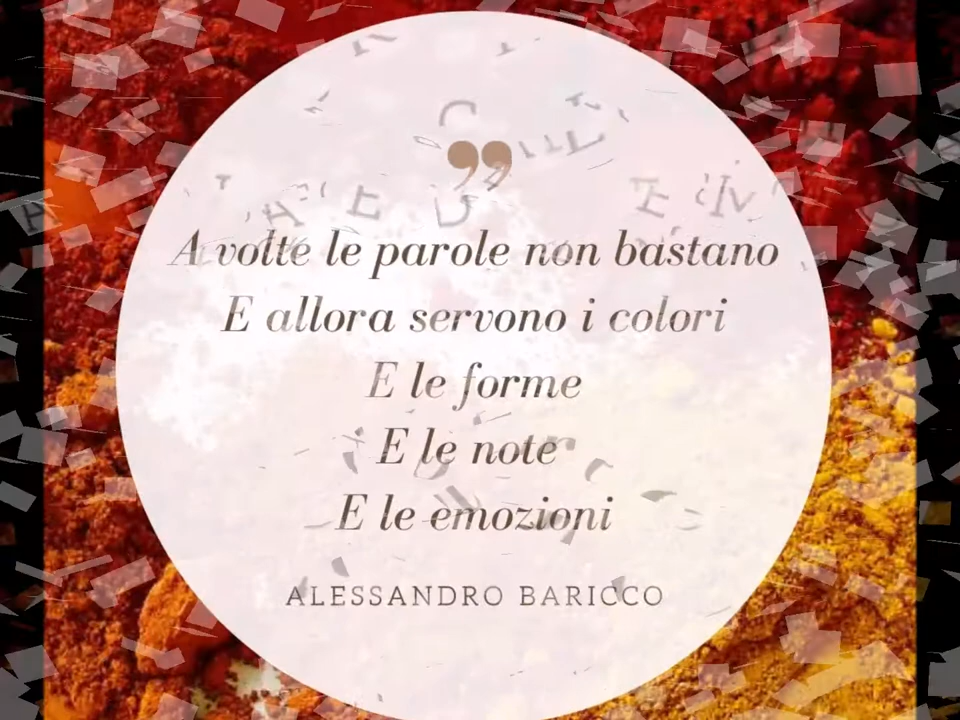 A volte le parole non bastano
E allora servono i colori
E le forme
E le note
E le emozioni
ALESSANDRO BARICCO